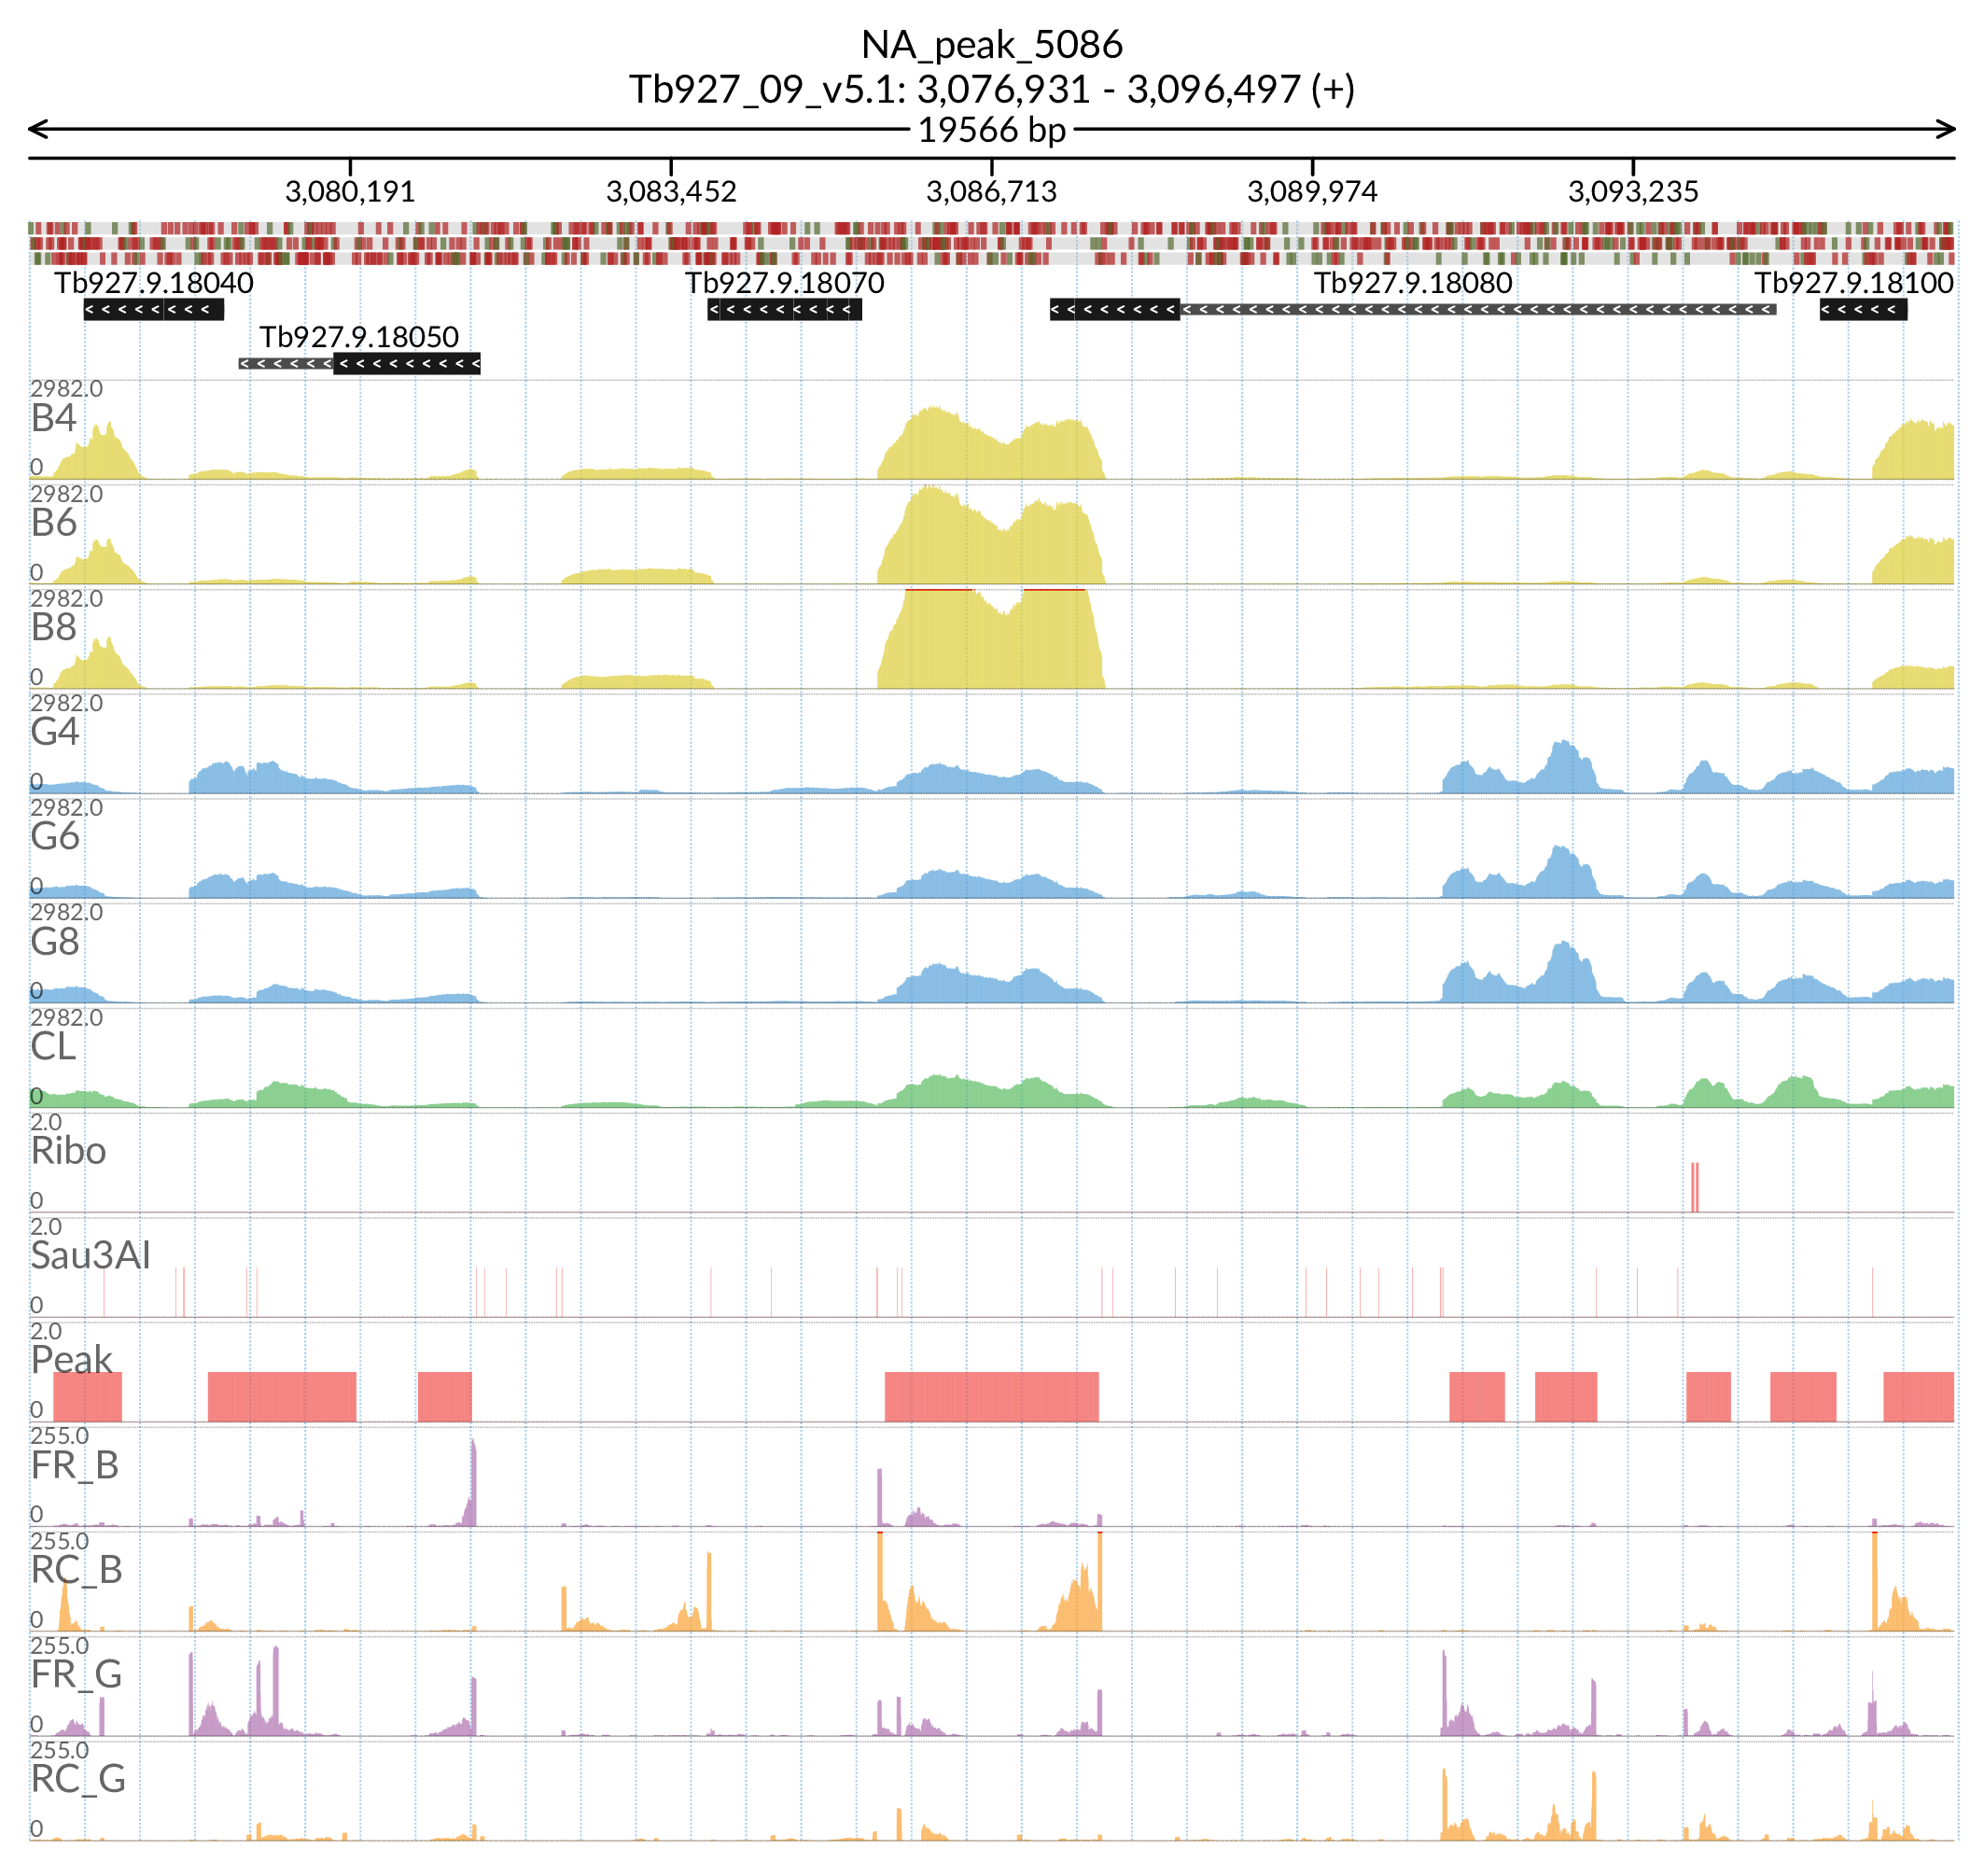 NA_peak_5086
Tb927_09_v5.1: 3,076,931 - 3,096,497 (+)
19566 bp
3,080,191 3,083,452 3,086,713 3,089,974 3,093,235
Tb927.9.18040 Tb927.9.18070 Tb927.9.18080 Tb927.9.18100
Tb927.9.18050
2982.0
B4
0
2982.0
B6
0
2982.0
B8
0
2982.0
G4
0
2982.0
G6
0
2982.0
G8
0
2982.0
CL
0
2.0
Ribo
0
2.0
Sau3AI
0
2.0
Peak
0
255.0
FR_B
0
255.0
RC_B
0
255.0
FR_G
0
255.0
RC_G
0